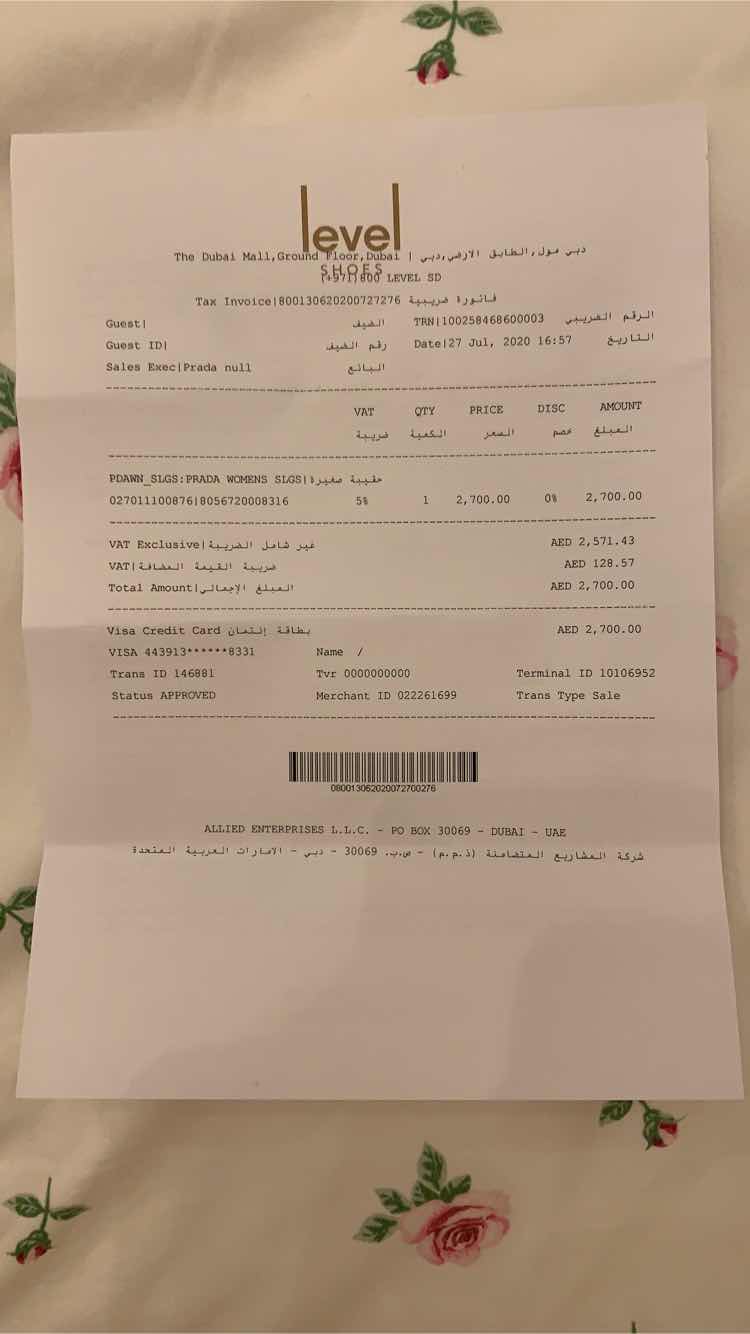 level
SHOES
The Dubai Mall,Ground Floor,Dubai | دبي مول,الطابق الارضي,دبي
(+971)800 LEVEL SD
Tax Invoice|800130620200727276 فاتورة ضريبية
Guest| الضيف TRN|100258468600003 الرقم الضريبي
Guest ID| رقم الضيف Date|27 Jul, 2020 16:57 التاريخ
Sales Exec|Prada null البائع
VAT QTY PRICE DISC AMOUNT
ضريبة الكمية السعر خصم المبلغ
PDAWN_SLGS:PRADA WOMENS SLGS|حقيبة صغيرة
027011100876|8056720008316 5% 1 2,700.00 0% 2,700.00
VAT Exclusive|غير شامل الضريبة AED 2,571.43
VAT|ضريبة القيمة المضافة AED 128.57
Total Amount|المبلغ الإجمالي AED 2,700.00
Visa Credit Card بطاقة إئتمان AED 2,700.00
VISA 443913******8331 Name /
Trans ID 146881 Tvr 0000000000 Terminal ID 10106952
Status APPROVED Merchant ID 022261699 Trans Type Sale
080013062020072700276
ALLIED ENTERPRISES L.L.C. - PO BOX 30069 - DUBAI - UAE
شركة المشاريع المتضامنة (ذ.م.م) - ص.ب. 30069 - دبي - الامارات العربية المتحدة